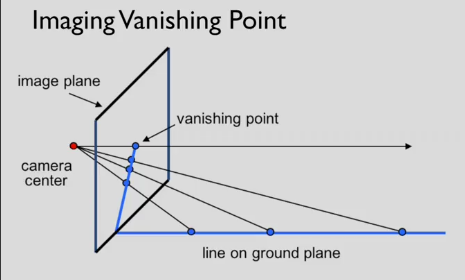 Imaging Vanishing Point
image plane
vanishing point
camera
center
line on ground plane